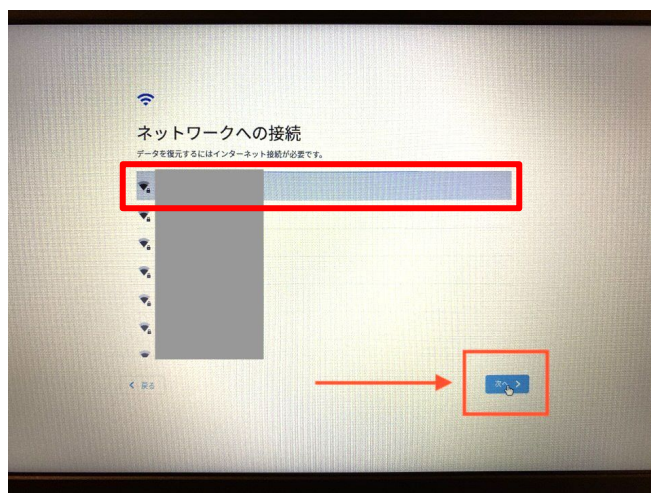 ネットワークへの接続
データを復元するにはインターネット接続が必要です。
戻る
次へ